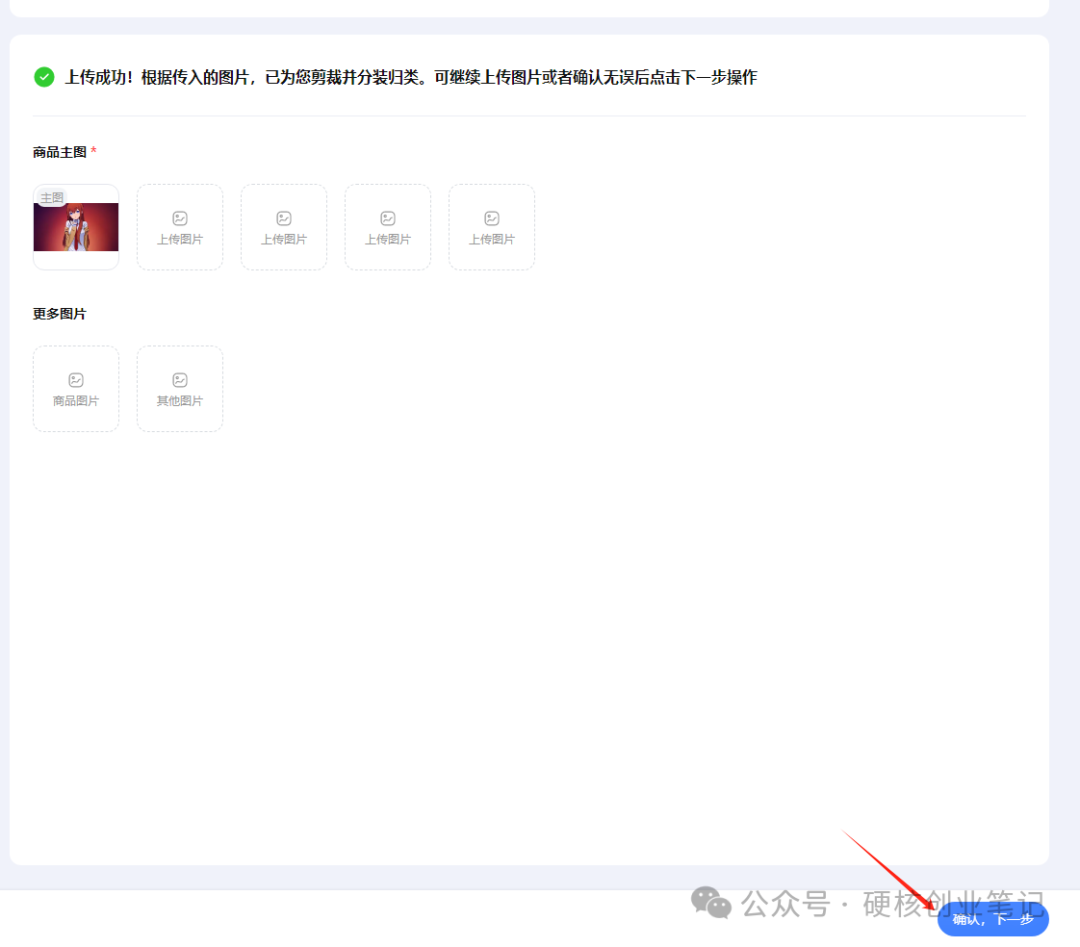 上传成功！根据传入的图片，已为您剪裁并分装归类。可继续上传图片或者确认无误后点击下一步操作
商品主图 *
主图
上传图片 上传图片 上传图片 上传图片
更多图片
商品图片 其他图片
公众号 · 硬核创业笔记
确认，下一步